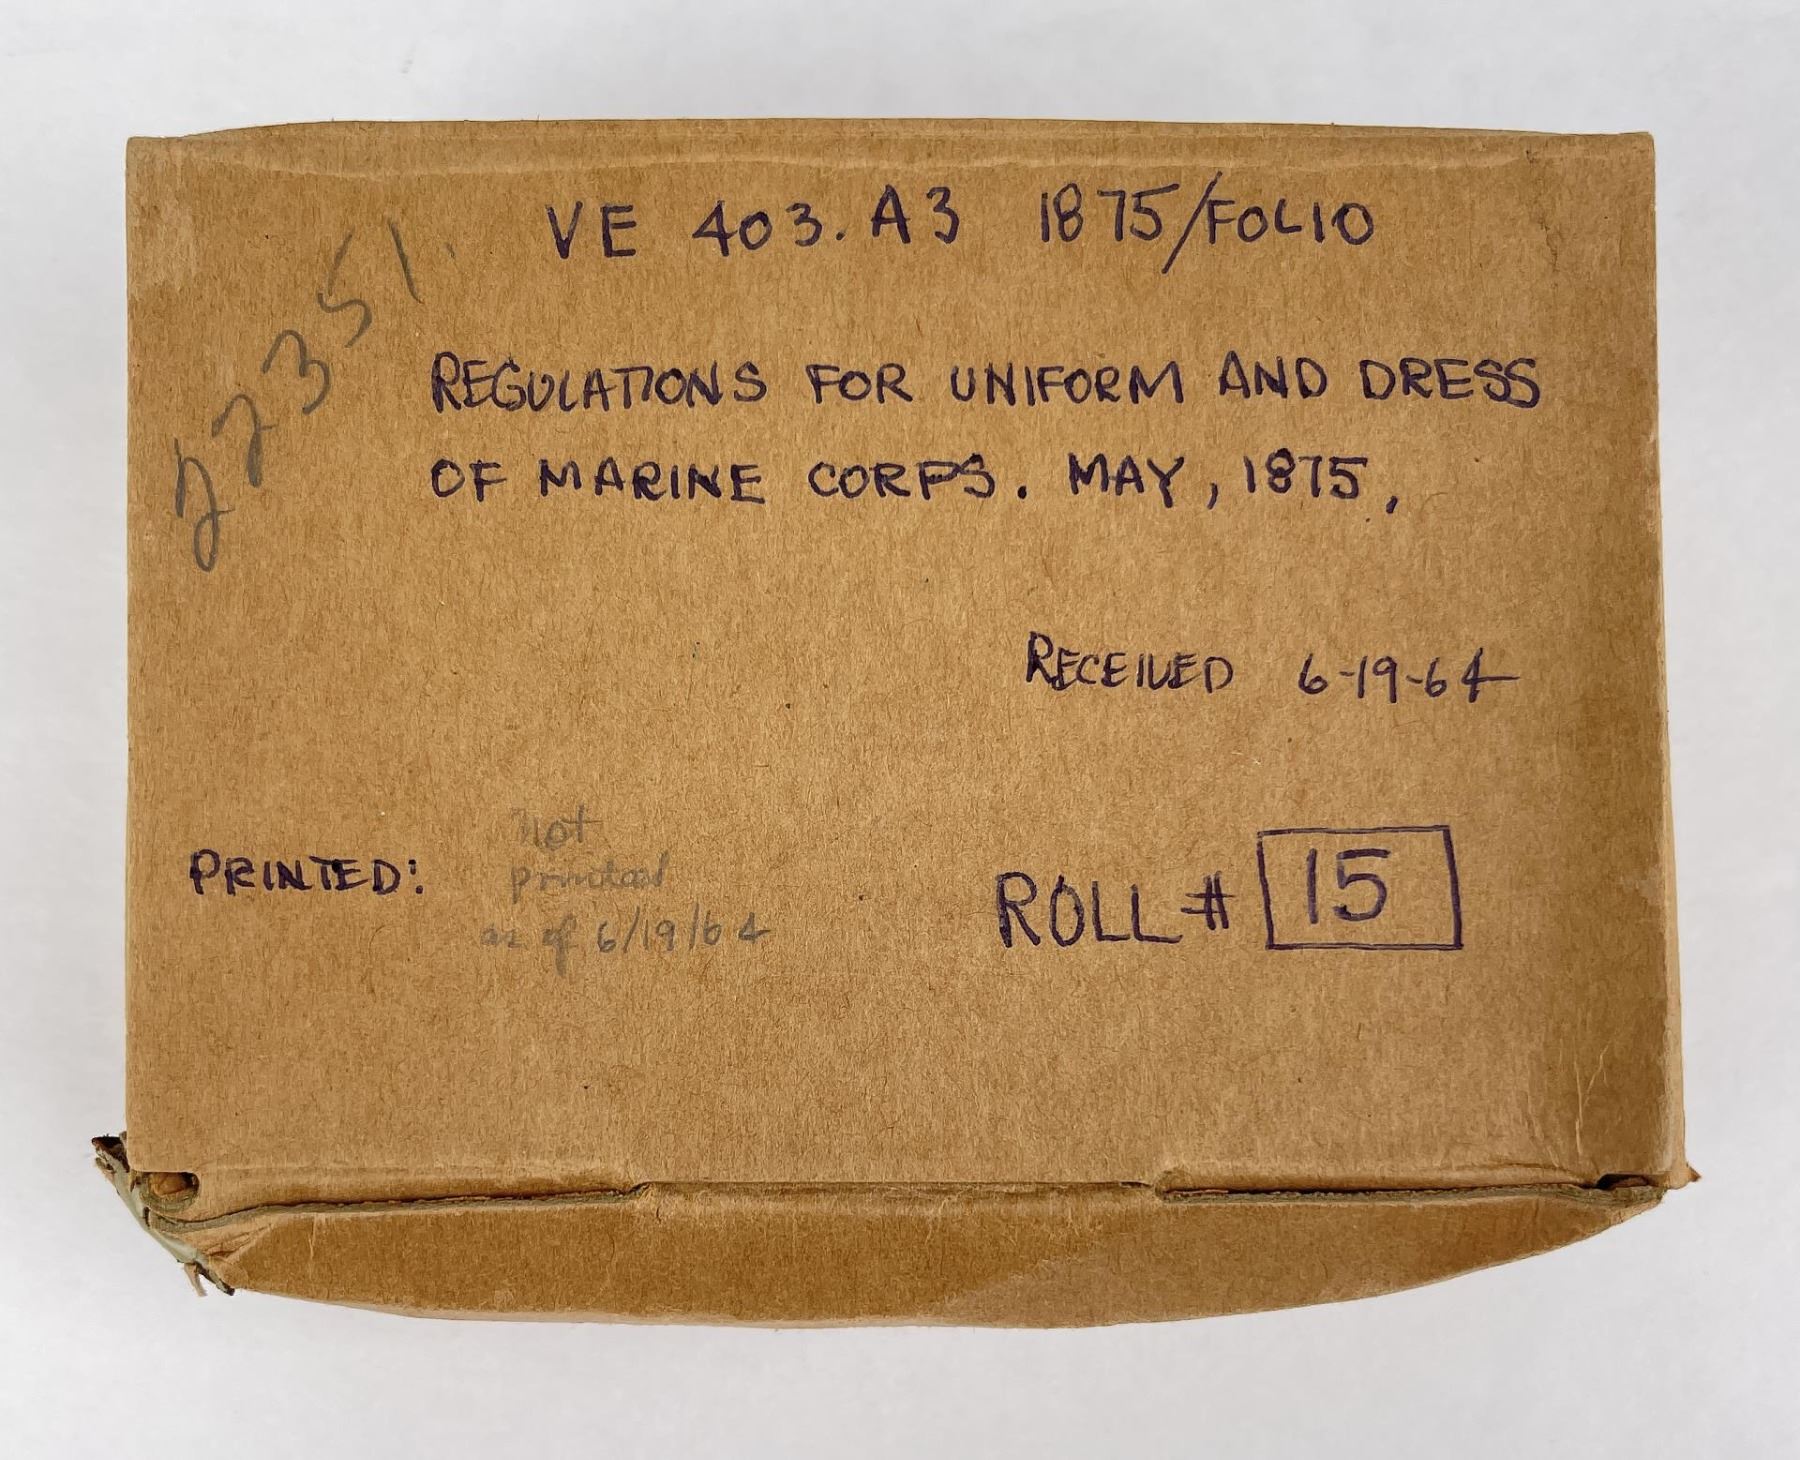 VE 403.A3 1875/FOLIO
REGULATIONS FOR UNIFORM AND DRESS
OF MARINE CORPS. MAY, 1875,
RECEIVED 6-19-64
not
PRINTED: printed
as of 6/19/64
ROLL # 15